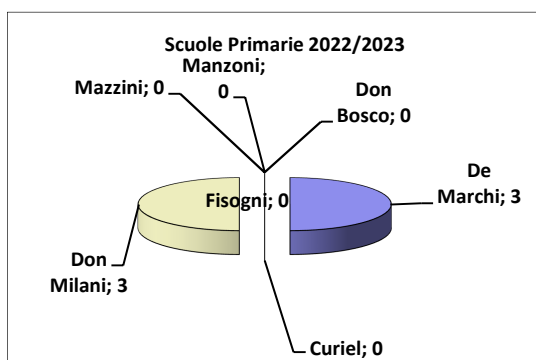 Scuole Primarie 2022/2023
Manzoni;
0
Mazzini; 0
Don
Bosco; 0
De
Marchi; 3
Fisogni; 0
Don
Milani; 3
Curiel; 0